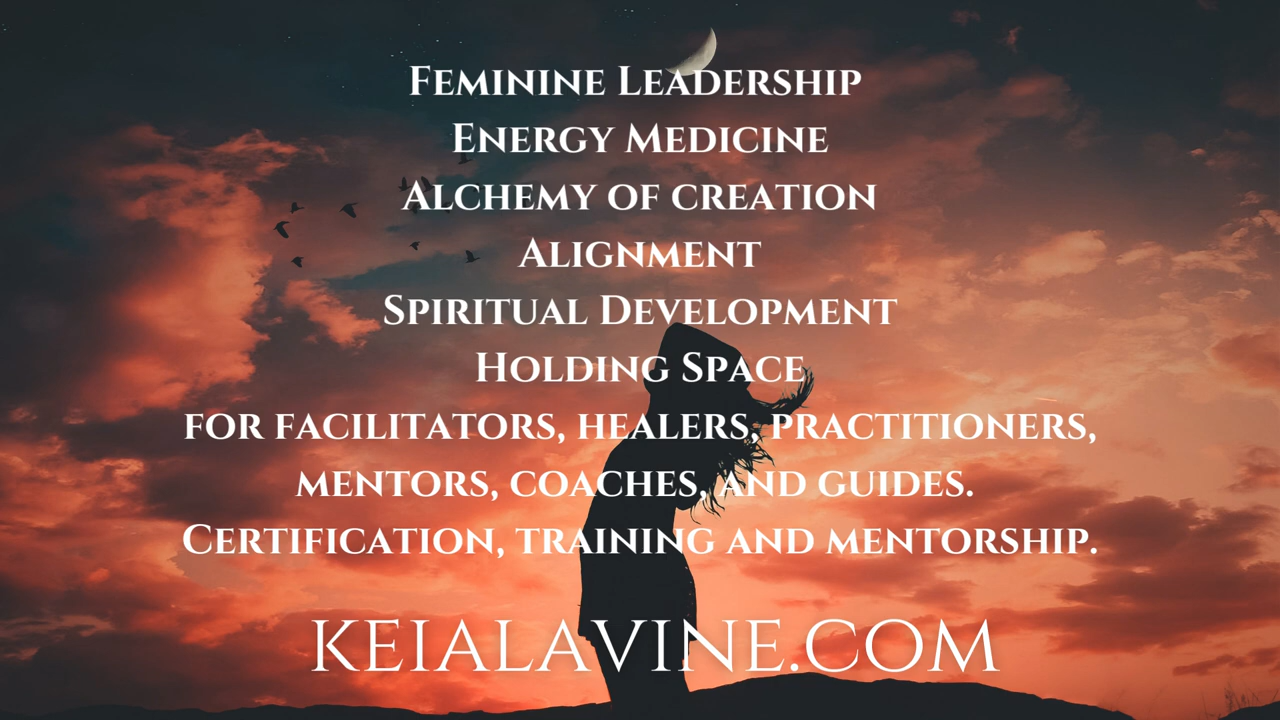 Feminine Leadership
Energy Medicine
Alchemy of creation
Alignment
Spiritual Development
Holding Space
for facilitators, healers, practitioners,
mentors, coaches, and guides.
Certification, training and mentorship.
keialavine.com